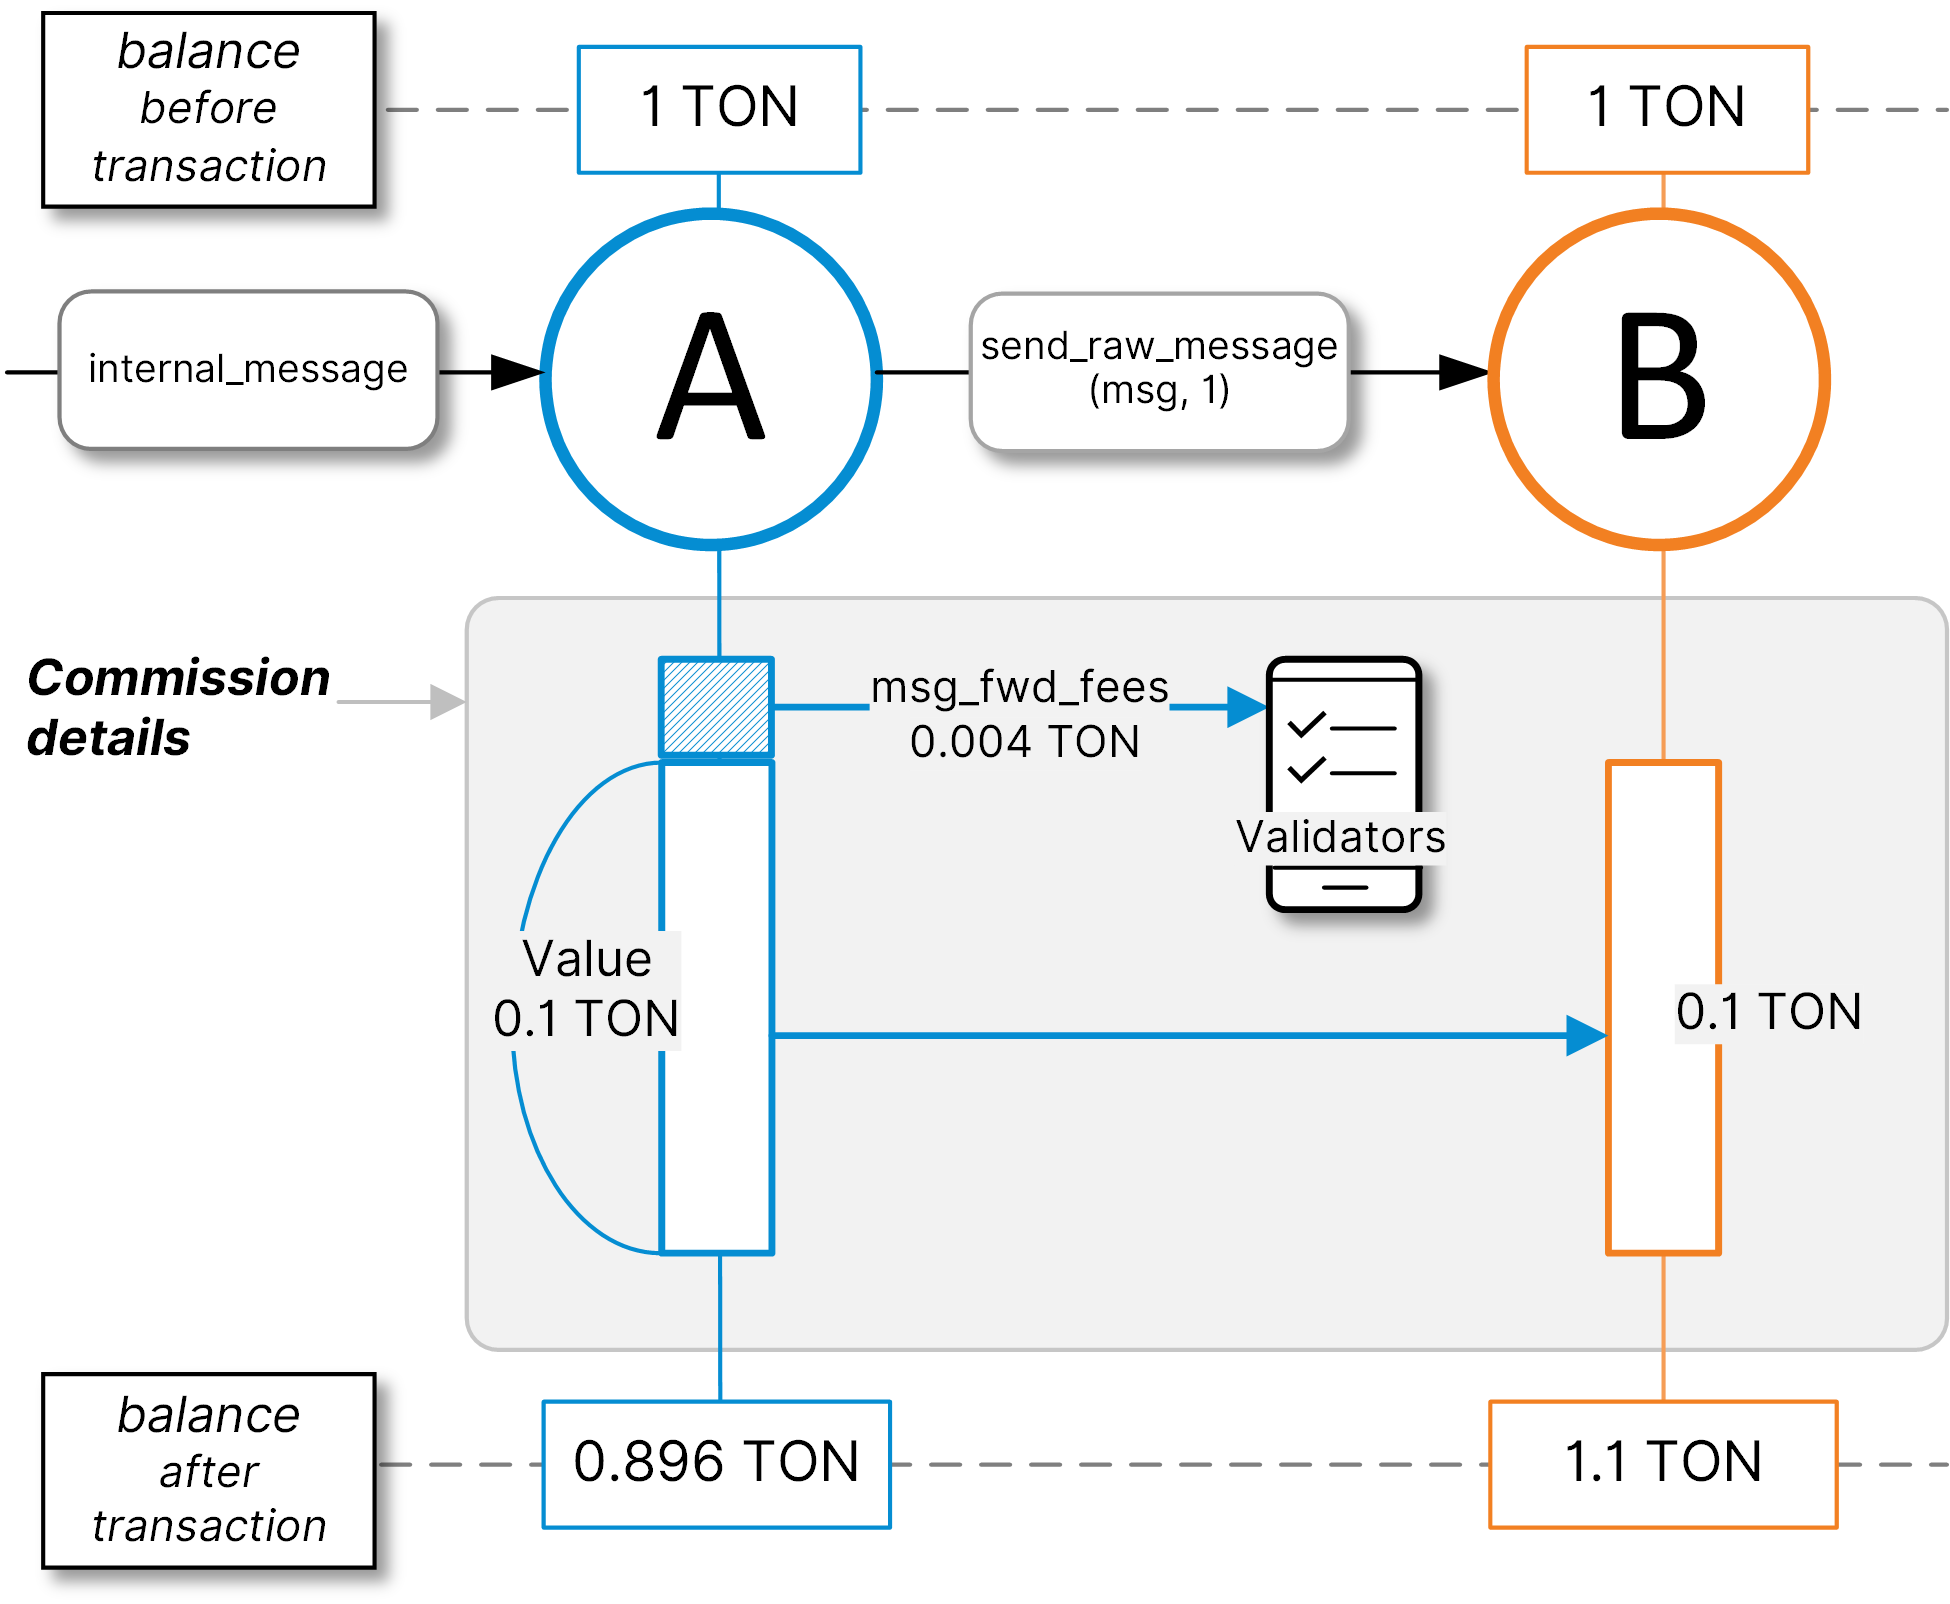 balance
before
transaction
1 TON
1 TON
internal_message
A
send_raw_message
(msg, 1)
B
Commission
details
msg_fwd_fees
0.004 TON
Validators
Value
0.1 TON
0.1 TON
balance
after
transaction
0.896 TON
1.1 TON